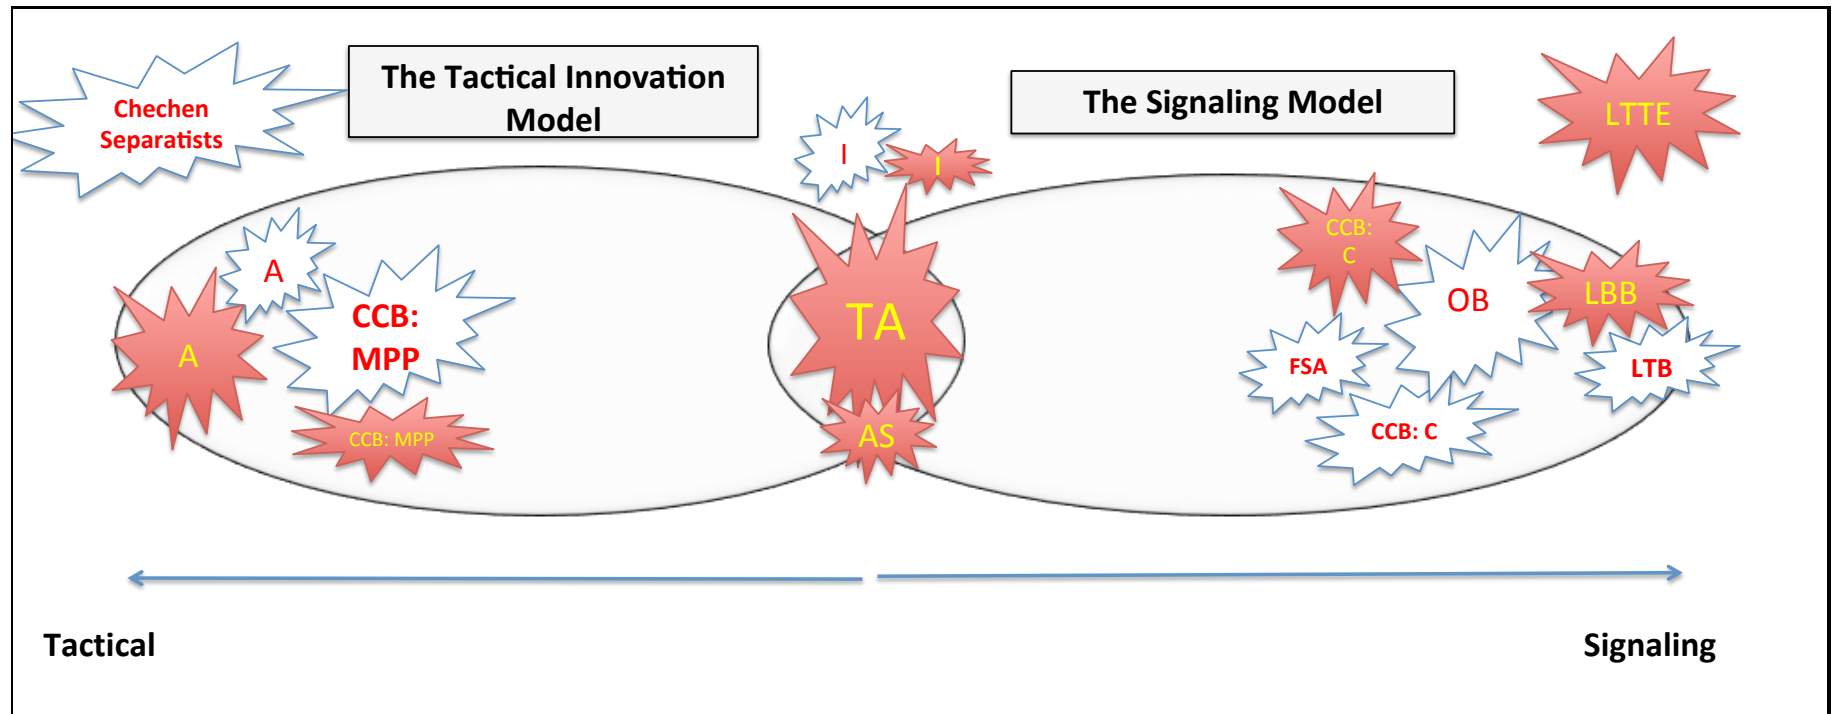 Chechen
Separatists
The Tactical Innovation
Model
I
I
The Signaling Model
LTTE
A
A
CCB:
MPP
CCB: MPP
TA
AS
CCB:
C
OB
LBB
FSA
LTB
CCB: C
Tactical
Signaling